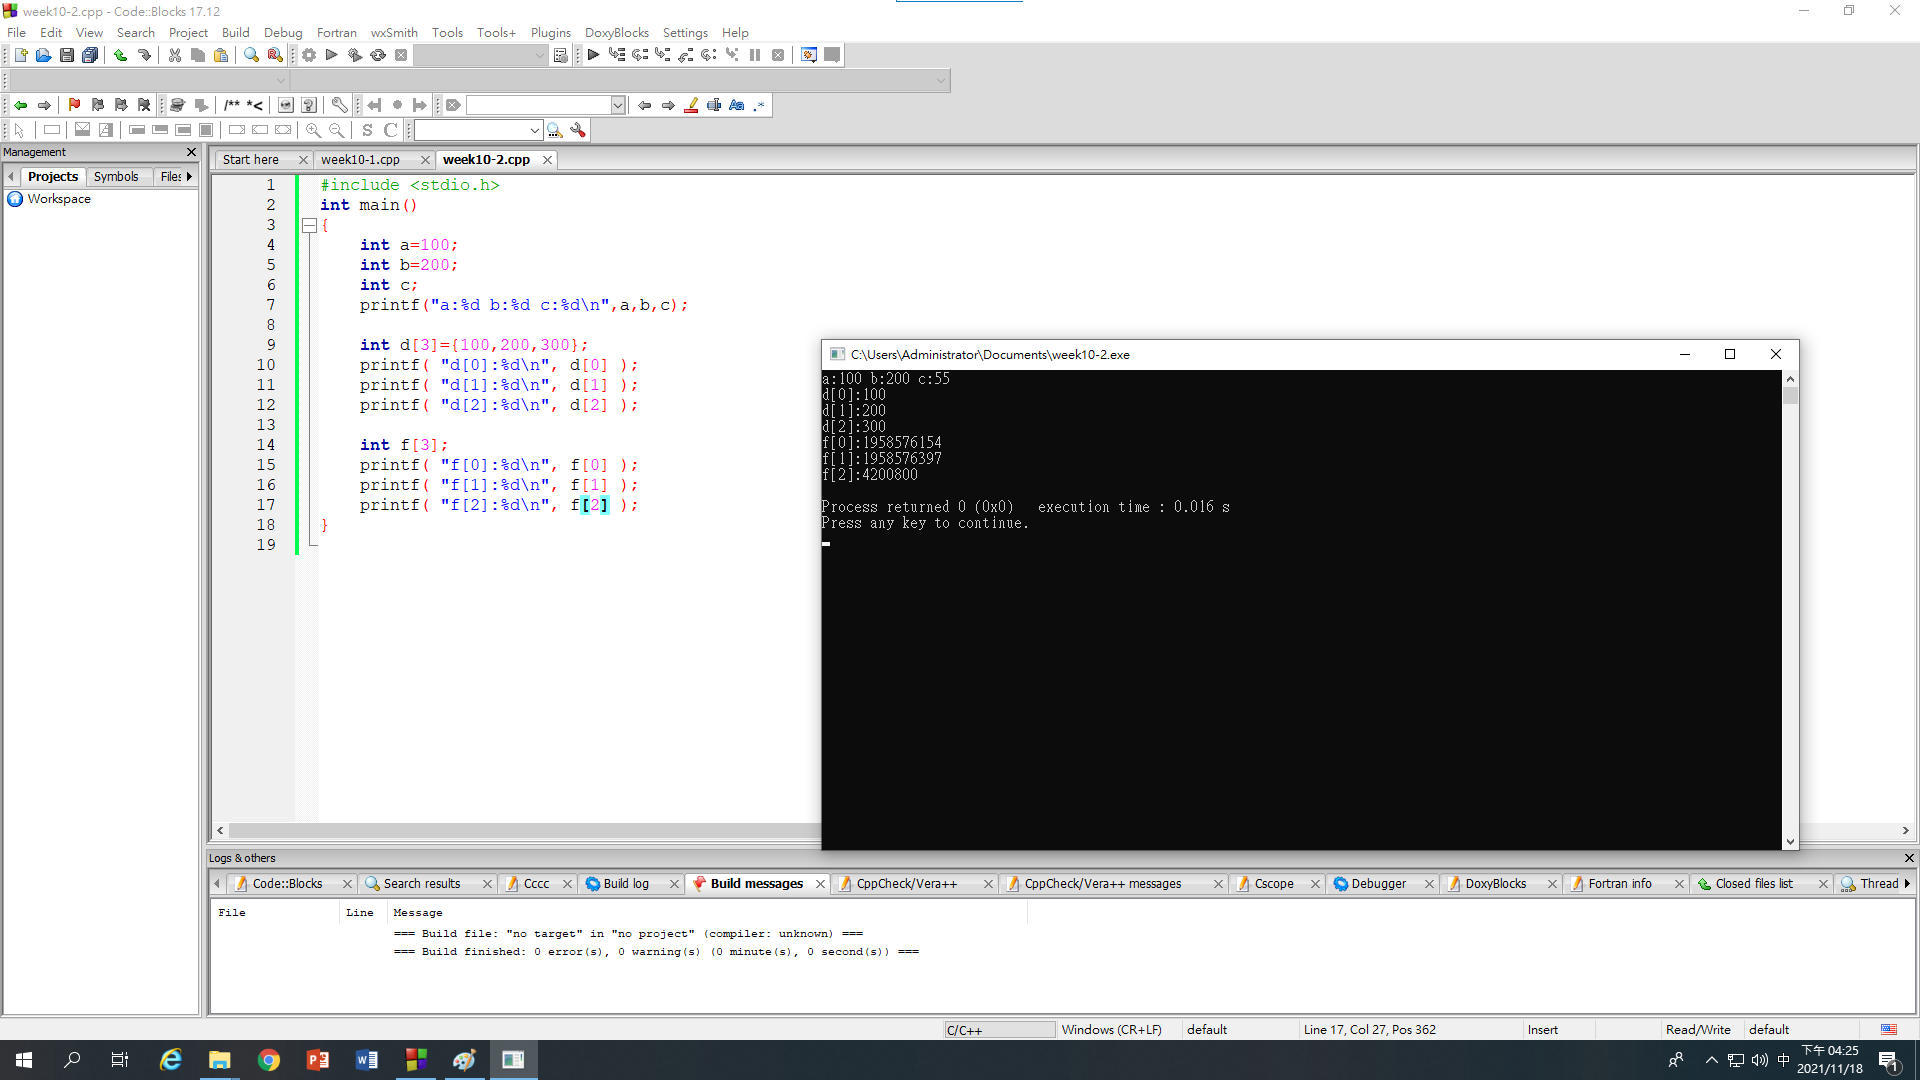 week10-2.cpp - Code::Blocks 17.12
File Edit View Search Project Build Debug Fortran wxSmith Tools Tools+ Plugins DoxyBlocks Settings Help
/** *<
Aa .*
S C
Management
Projects Symbols Files
Workspace
Start here week10-1.cpp week10-2.cpp
1 #include <stdio.h>
2 int main()
3 {
4 int a=100;
5 int b=200;
6 int c;
7 printf("a:%d b:%d c:%d\n",a,b,c);
8
9 int d[3]={100,200,300};
10 printf( "d[0]:%d\n", d[0] );
11 printf( "d[1]:%d\n", d[1] );
12 printf( "d[2]:%d\n", d[2] );
13
14 int f[3];
15 printf( "f[0]:%d\n", f[0] );
16 printf( "f[1]:%d\n", f[1] );
17 printf( "f[2]:%d\n", f[2] );
18 }
19
C:\Users\Administrator\Documents\week10-2.exe
a:100 b:200 c:55
d[0]:100
d[1]:200
d[2]:300
f[0]:1958576154
f[1]:1958576397
f[2]:4200800
Process returned 0 (0x0) execution time : 0.016 s
Press any key to continue.
Logs & others
Code::Blocks Search results Cccc Build log Build messages CppCheck/Vera++ CppCheck/Vera++ messages Cscope Debugger DoxyBlocks Fortran info Closed files list Thread
File Line Message
=== Build file: "no target" in "no project" (compiler: unknown) ===
=== Build finished: 0 error(s), 0 warning(s) (0 minute(s), 0 second(s)) ===
C/C++ Windows (CR+LF) default Line 17, Col 27, Pos 362 Insert Read/Write default
中 下午 04:25
2021/11/18
1